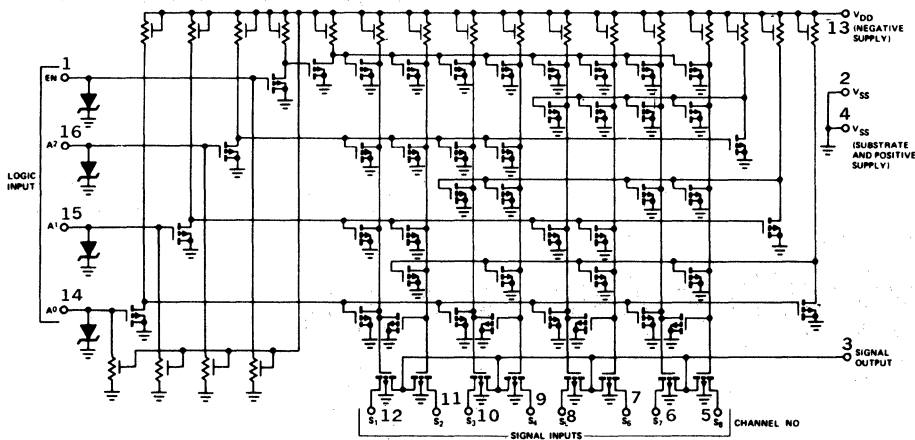 VDD
13
(NEGATIVE
SUPPLY)
1
EN
2
VSS
4
VSS
(SUBSTRATE
AND POSITIVE
SUPPLY)
16
A2
LOGIC
INPUT
15
A1
14
A0
3
SIGNAL
OUTPUT
S1 12
11 S2
S3 10
9 S4
8
7
S7 6
5 S8
CHANNEL NO
SIGNAL INPUTS